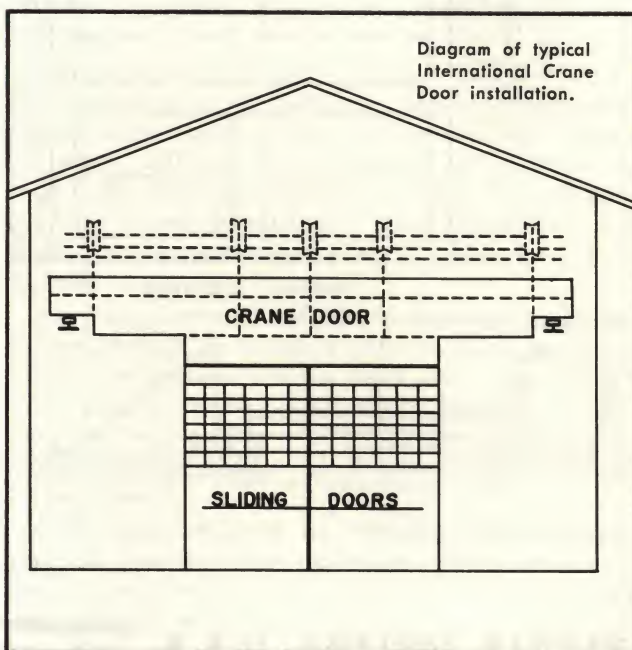 Diagram of typical
International Crane
Door installation.
CRANE DOOR
SLIDING DOORS